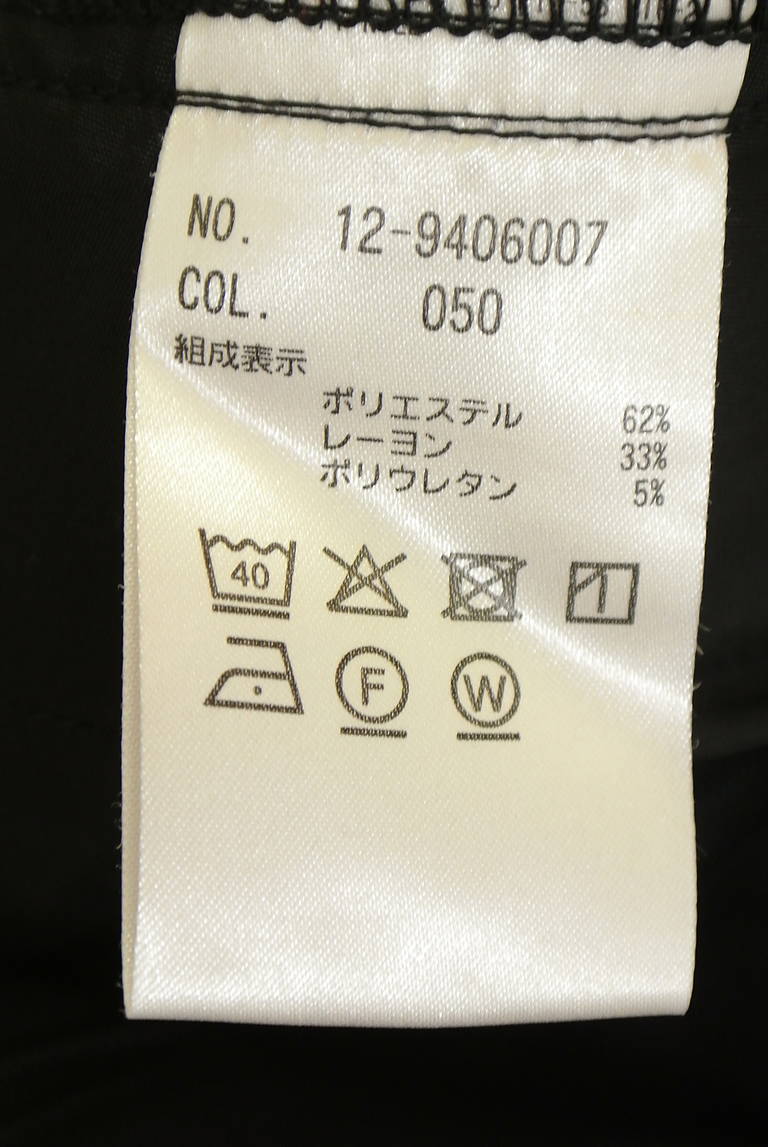 NO. 12-9406007
COL. 050
組成表示
ポリエステル 62%
レーヨン 33%
ポリウレタン 5%
40
F W